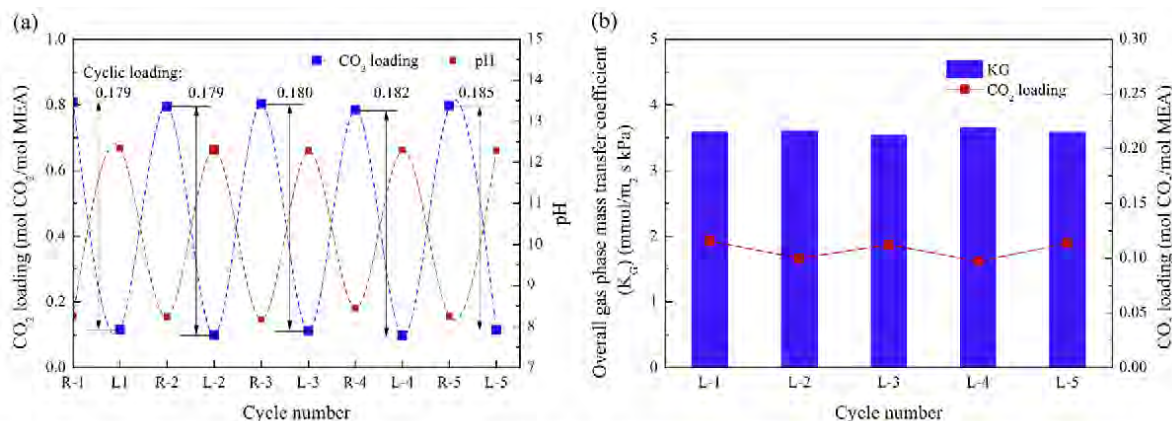 (a)
CO₂ loading (mol CO₂/mol MEA)
1.0
0.8
0.6
0.4
0.2
0.0
CO₂ loading
pH
Cyclic loading:
0.179
0.179
0.180
0.182
0.185
15
14
13
12
11
10
9
8
7
pH
R-1
L1
R-2
L-2
R-3
L-3
R-4
L-4
R-5
L-5
Cycle number
(b)
Overall gas phase mass transfer coefficient
(K_G) (mmol/m₂ s kPa)
5
4
3
2
1
0
KG
CO₂ loading
0.30
0.25
0.20
0.15
0.10
0.05
0.00
CO₂ loading (mol CO₂/mol MEA)
L-1
L-2
L-3
L-4
L-5
Cycle number